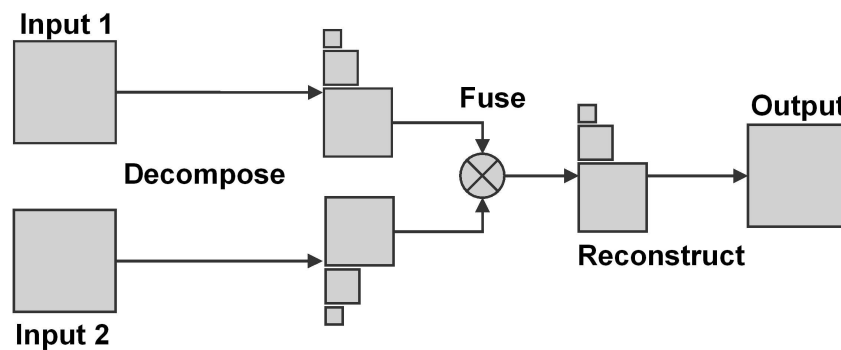 Input 1
Fuse
Output
Decompose
Reconstruct
Input 2